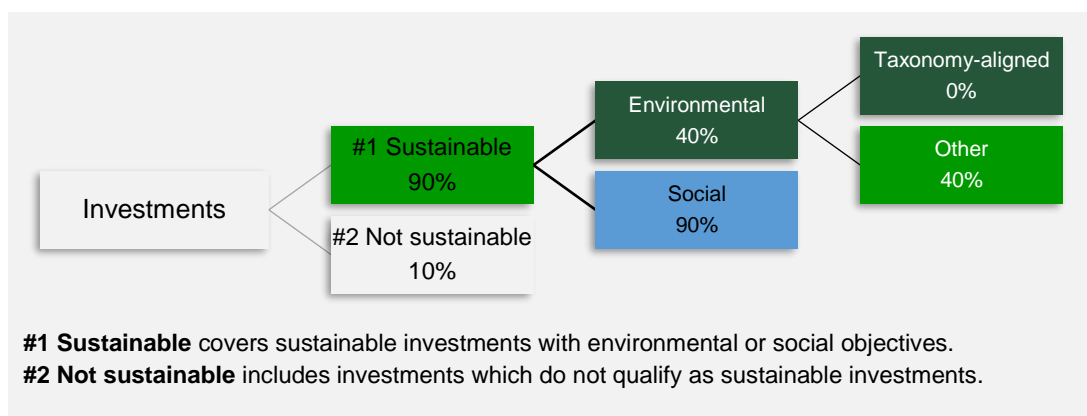 Investments
#1 Sustainable
90%
#2 Not sustainable
10%
Environmental
40%
Social
90%
Taxonomy-aligned
0%
Other
40%
#1 Sustainable covers sustainable investments with environmental or social objectives.
#2 Not sustainable includes investments which do not qualify as sustainable investments.